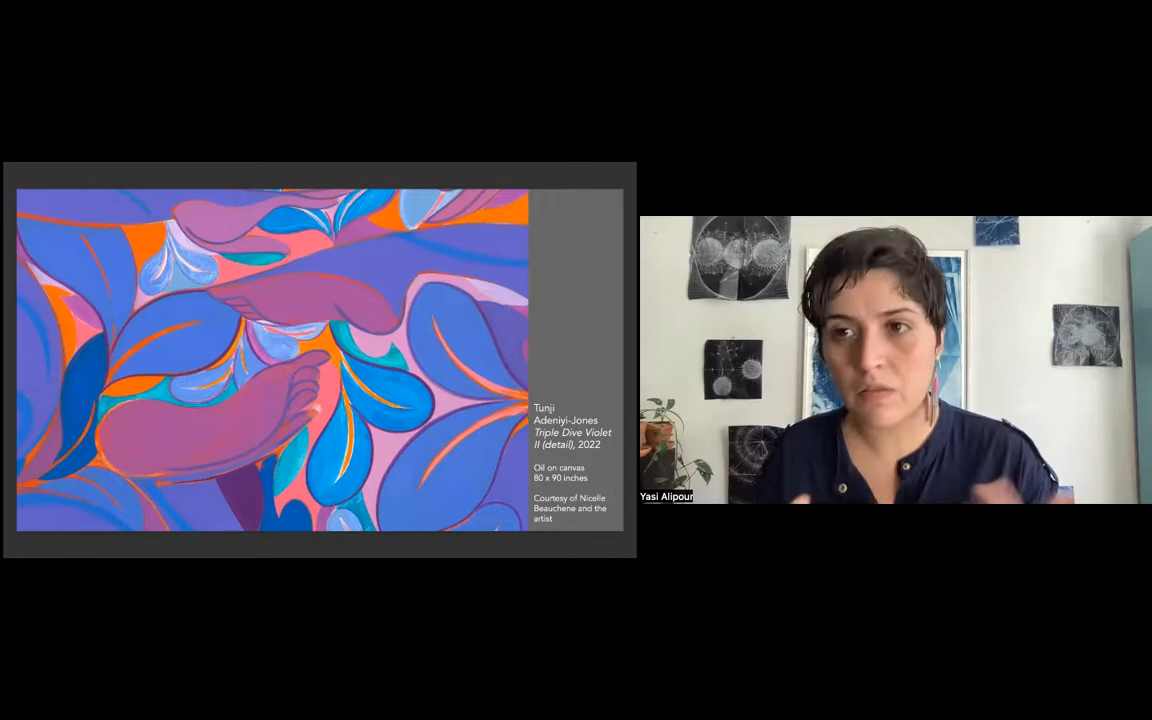 Tunji
Adeniyi-Jones
Triple Dive Violet
II (detail), 2022
Oil on canvas
80 x 90 inches
Courtesy of Nicelle
Beauchene and the
artist
Yasi Alipour